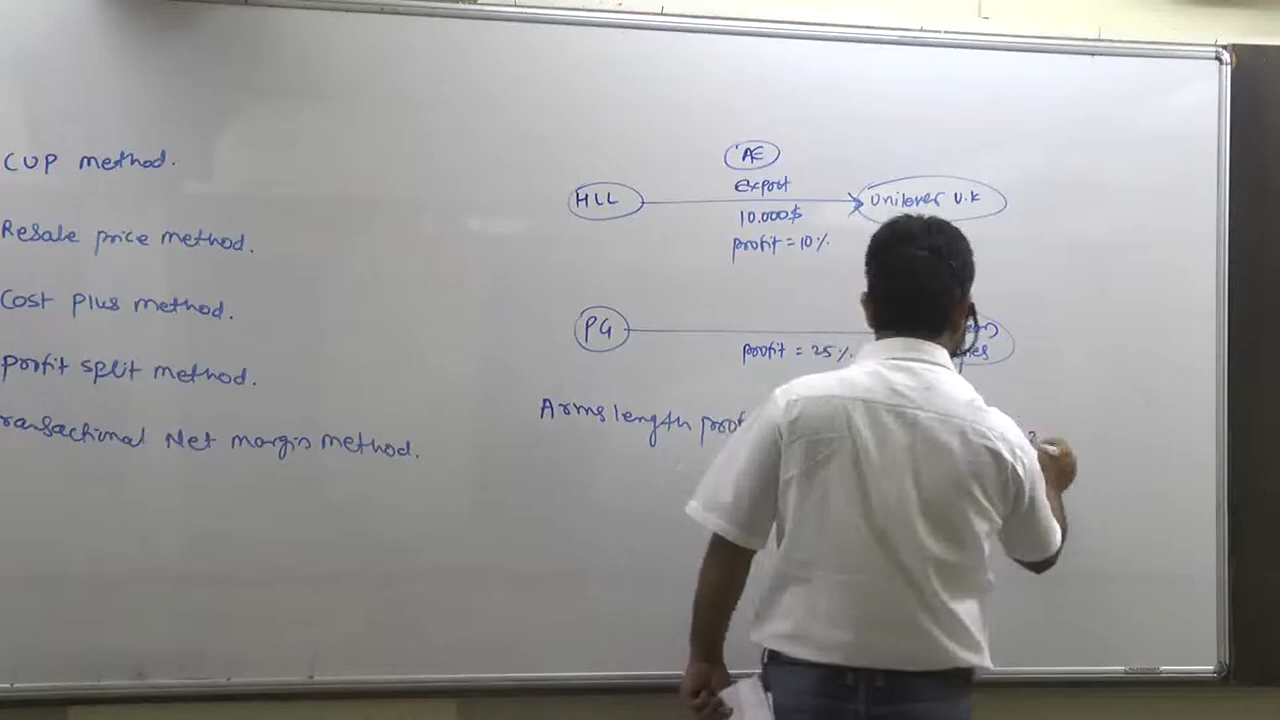 CUP method.
Resale price method.
Cost plus method.
profit split method.
ransactional Net margin method.
AE
Export
HLL
Unilever U.K
10.000$
profit = 10%
PG
profit = 25%
Arms length